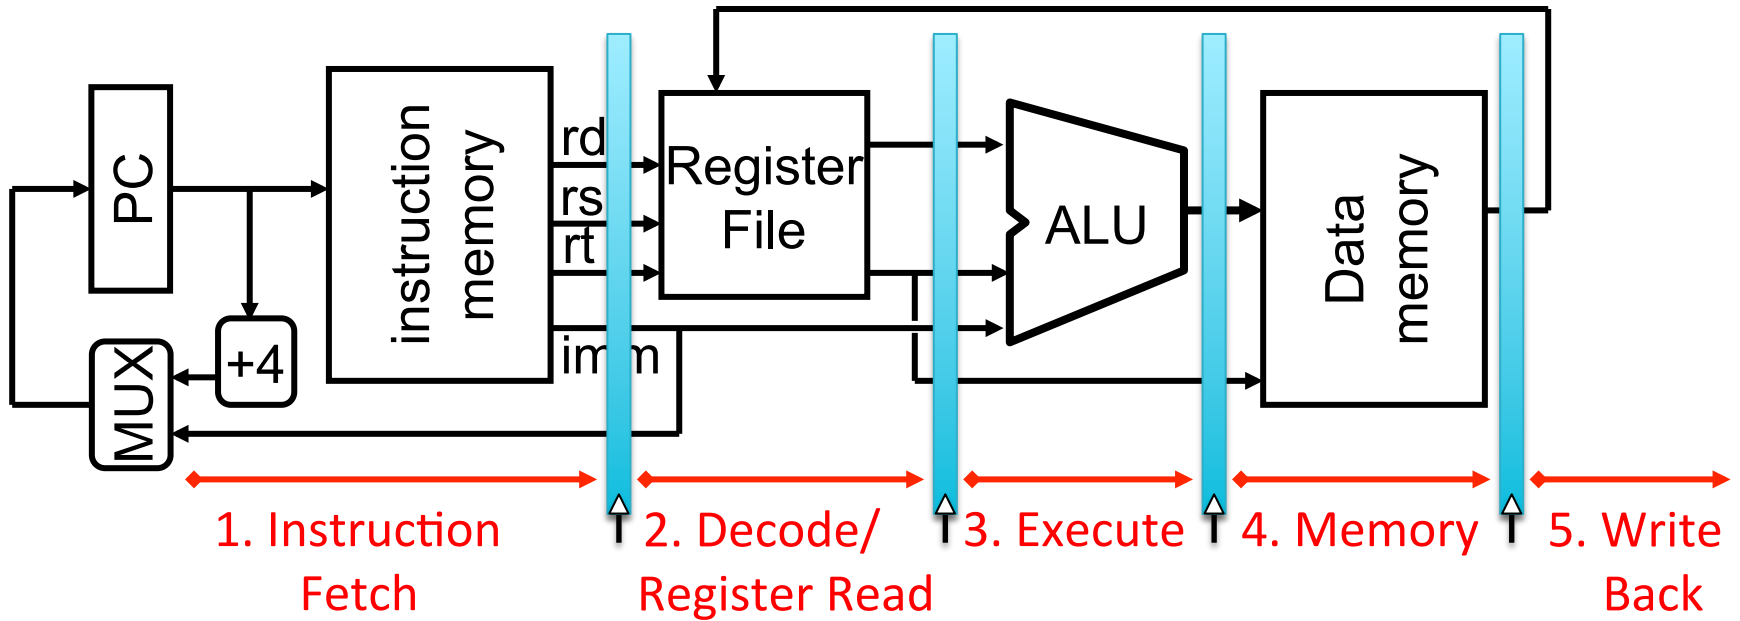 PC
instruction
memory
rd
rs
rt
imm
Register
File
ALU
Data
memory
+4
MUX
1. Instruction
Fetch
2. Decode/
Register Read
3. Execute
4. Memory
5. Write
Back